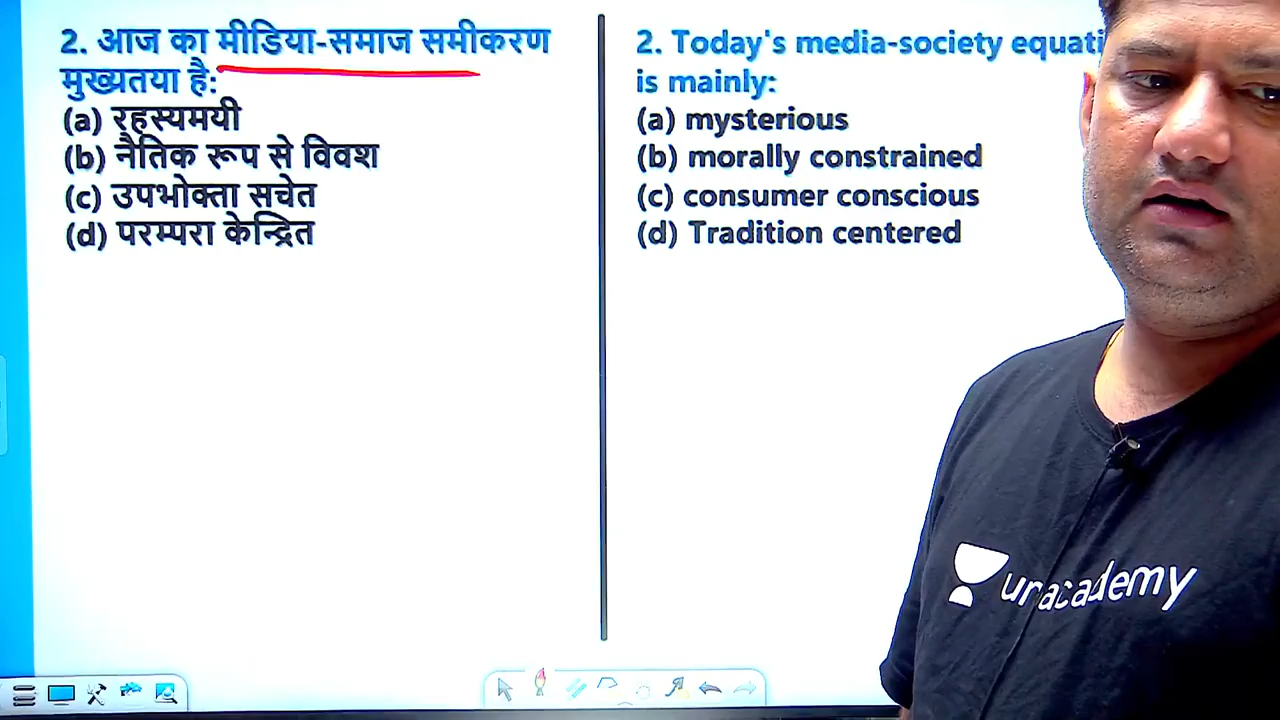 2. आज का मीडिया-समाज समीकरण
मुख्यतया है:
(a) रहस्यमयी
(b) नैतिक रूप से विवश
(c) उपभोक्ता सचेत
(d) परम्परा केन्द्रित
2. Today's media-society
is mainly:
(a) mysterious
(b) morally constrained
(c) consumer conscious
(d) Tradition centered
unacademy